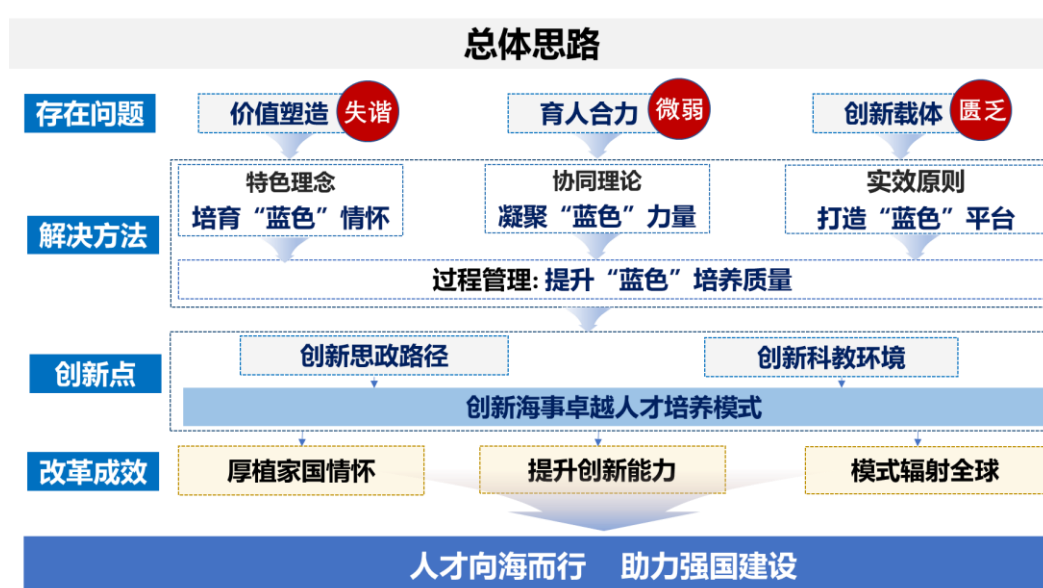 总体思路
存在问题
价值塑造 失谐
育人合力 微弱
创新载体 匮乏
解决方法
特色理念
培育“蓝色”情怀
协同理论
凝聚“蓝色”力量
实效原则
打造“蓝色”平台
过程管理: 提升“蓝色”培养质量
创新点
创新思政路径
创新科教环境
创新海事卓越人才培养模式
改革成效
厚植家国情怀
提升创新能力
模式辐射全球
人才向海而行 助力强国建设